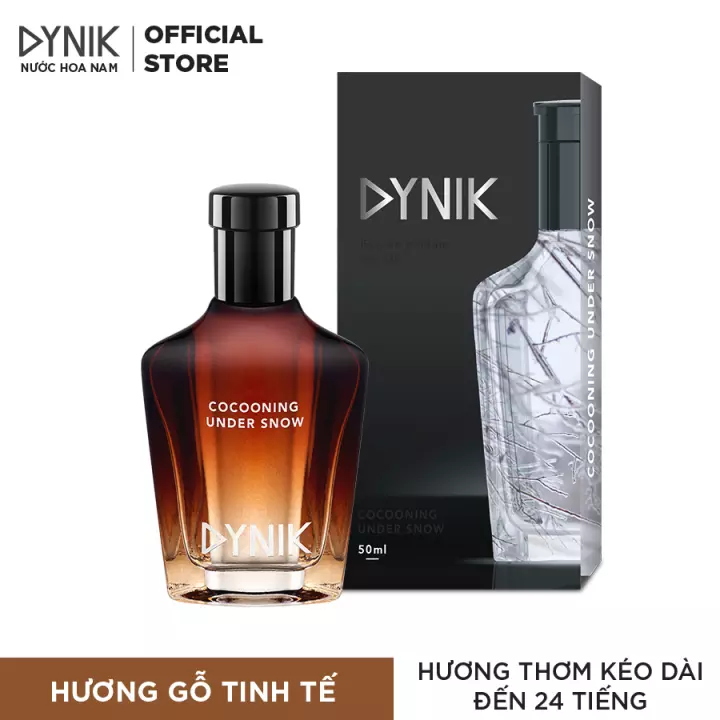 DYNIK
NƯỚC HOA NAM
OFFICIAL
STORE
DYNIK
COCOONING
UNDER SNOW
50ml
COCOONING UNDER SNOW
COCOONING
UNDER SNOW
DYNIK
HƯƠNG GỖ TINH TẾ
HƯƠNG THƠM KÉO DÀI
ĐẾN 24 TIẾNG